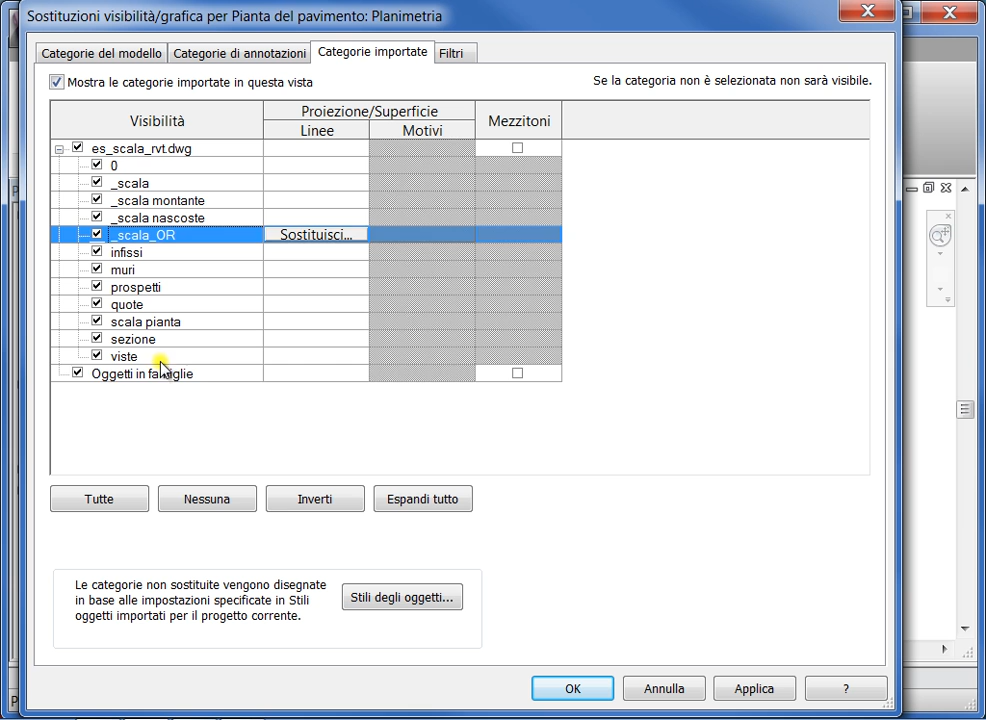 Sostituzioni visibilità/grafica per Pianta del pavimento: Planimetria
Categorie del modello
Categorie di annotazioni
Categorie importate
Filtri
Mostra le categorie importate in questa vista
Se la categoria non è selezionata non sarà visibile.
Visibilità
Proiezione/Superficie
Linee
Motivi
Mezzitoni
es_scala_rvt.dwg
0
_scala
_scala montante
_scala nascoste
_scala_OR
Sostituisci...
infissi
muri
prospetti
quote
scala pianta
sezione
viste
Oggetti in famiglie
Tutte
Nessuna
Inverti
Espandi tutto
Le categorie non sostituite vengono disegnate
in base alle impostazioni specificate in Stili
oggetti importati per il progetto corrente.
Stili degli oggetti...
OK
Annulla
Applica
?